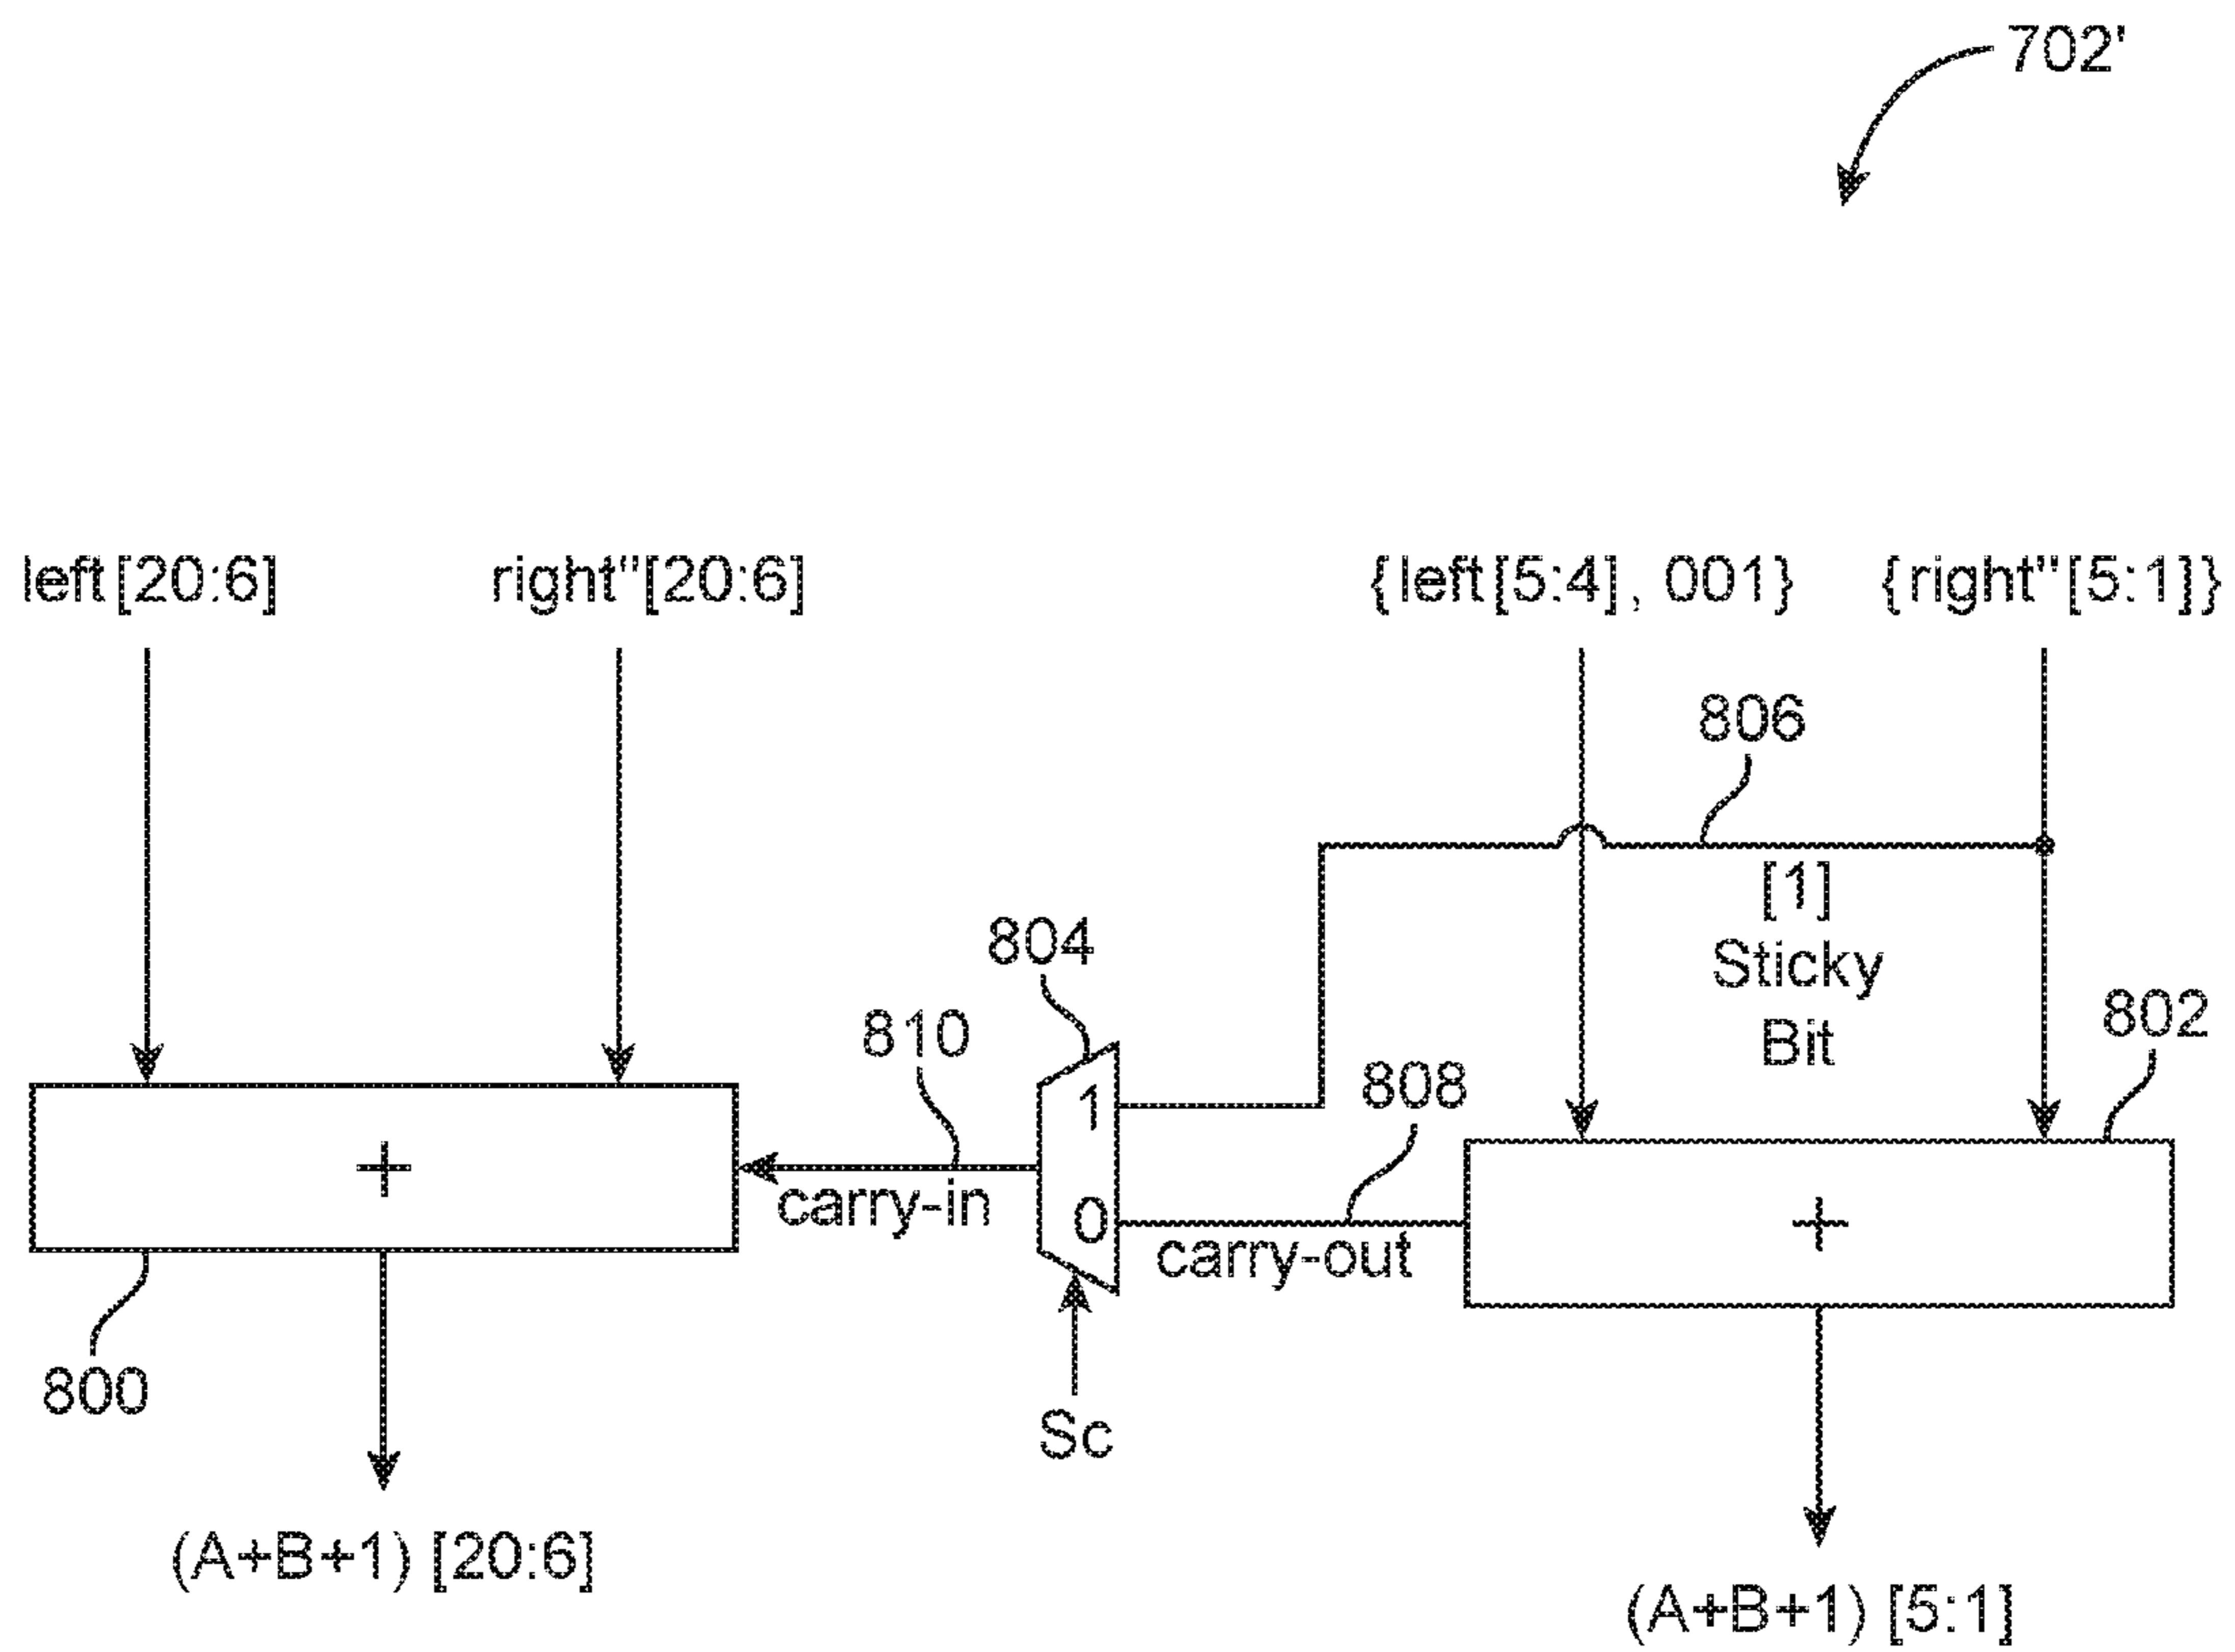 702'
left[20:6]
right"[20:6]
{left[5:4], 001}
{right"[5:1]}
806
[1]
Sticky
Bit
804
810
808
802
1
+
carry-in
0
carry-out
+
800
Sc
(A+B+1) [20:6]
(A+B+1) [5:1]